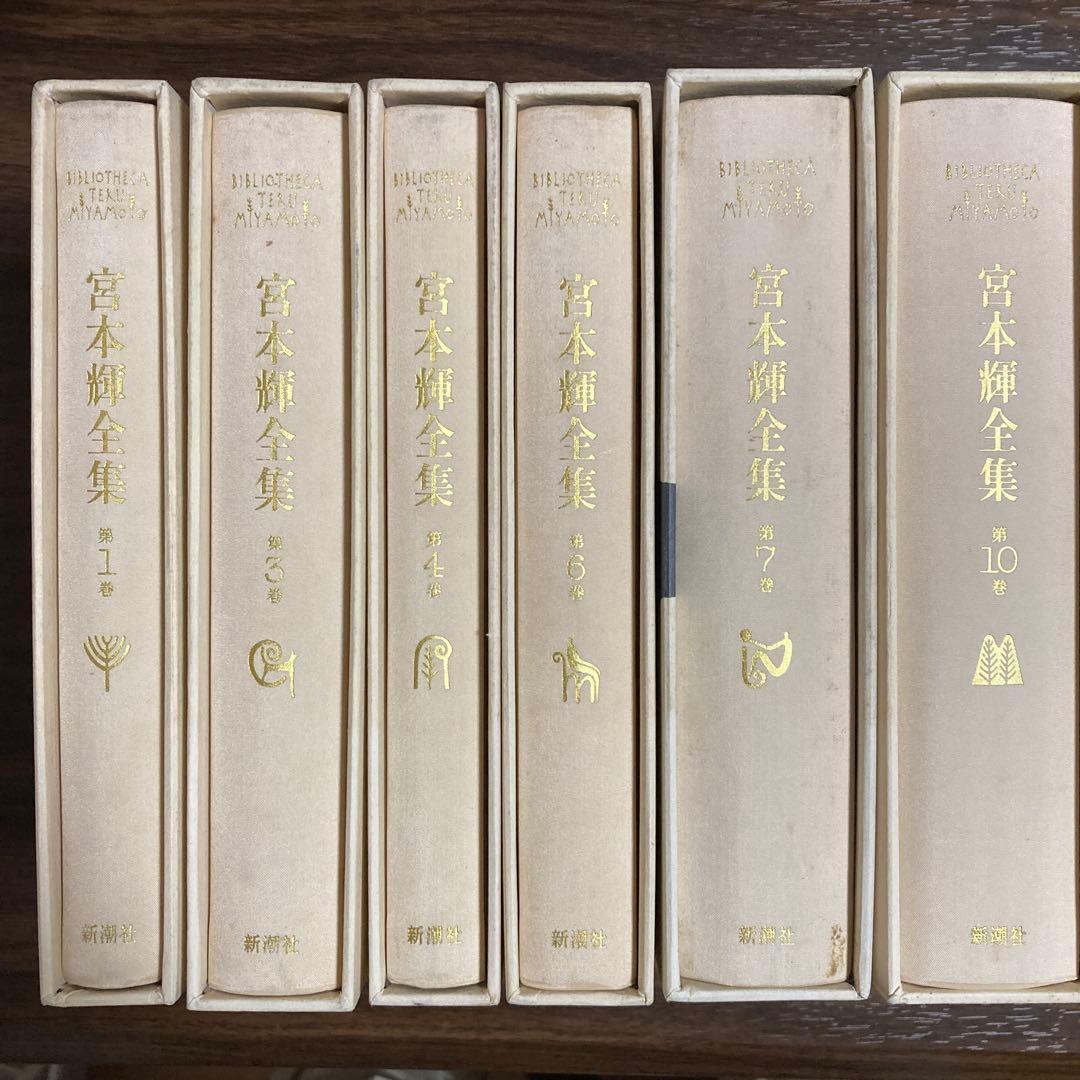 BIBLIOTHECA
TERU
MIYAMOTO
宮本輝全集
第1巻
新潮社
BIBLIOTHECA
TERU
MIYAMOTO
宮本輝全集
第3巻
新潮社
BIBLIOTHECA
TERU
MIYAMOTO
宮本輝全集
第4巻
新潮社
BIBLIOTHECA
TERU
MIYAMOTO
宮本輝全集
第6巻
新潮社
BIBLIOTHECA
TERU
MIYAMOTO
宮本輝全集
第7巻
新潮社
BIBLIOTHECA
TERU
MIYAMOTO
宮本輝全集
第10巻
新潮社